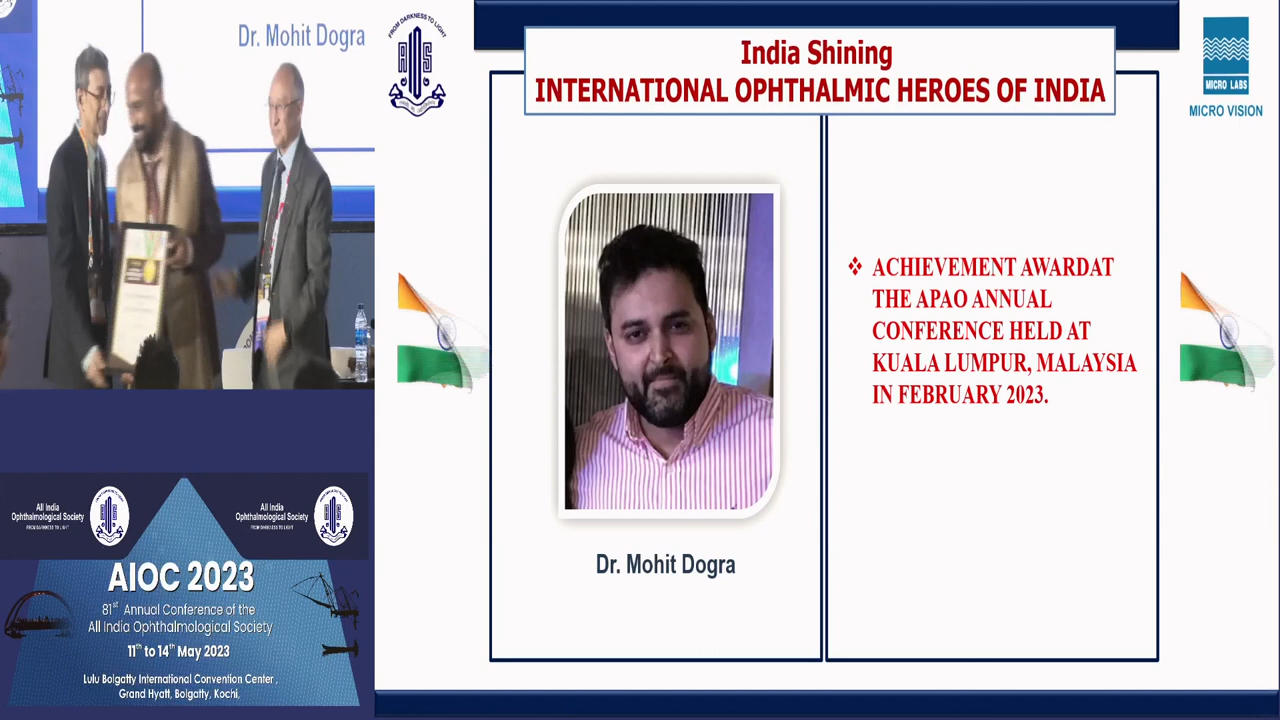 Dr. Mohit Dogra
FROM DARKNESS TO LIGHT
AIOS
India Shining
INTERNATIONAL OPHTHALMIC HEROES OF INDIA
MICRO LABS
MICRO VISION
❖ ACHIEVEMENT AWARDAT
THE APAO ANNUAL
CONFERENCE HELD AT
KUALA LUMPUR, MALAYSIA
IN FEBRUARY 2023.
Dr. Mohit Dogra
All India
Ophthalmological Society
FROM DARKNESS TO LIGHT
All India
Ophthalmological Society
FROM DARKNESS TO LIGHT
AIOC 2023
81st Annual Conference of the
All India Ophthalmological Society
11th to 14th May 2023
Lulu Bolgatty International Convention Center ,
Grand Hyatt, Bolgatty, Kochi,